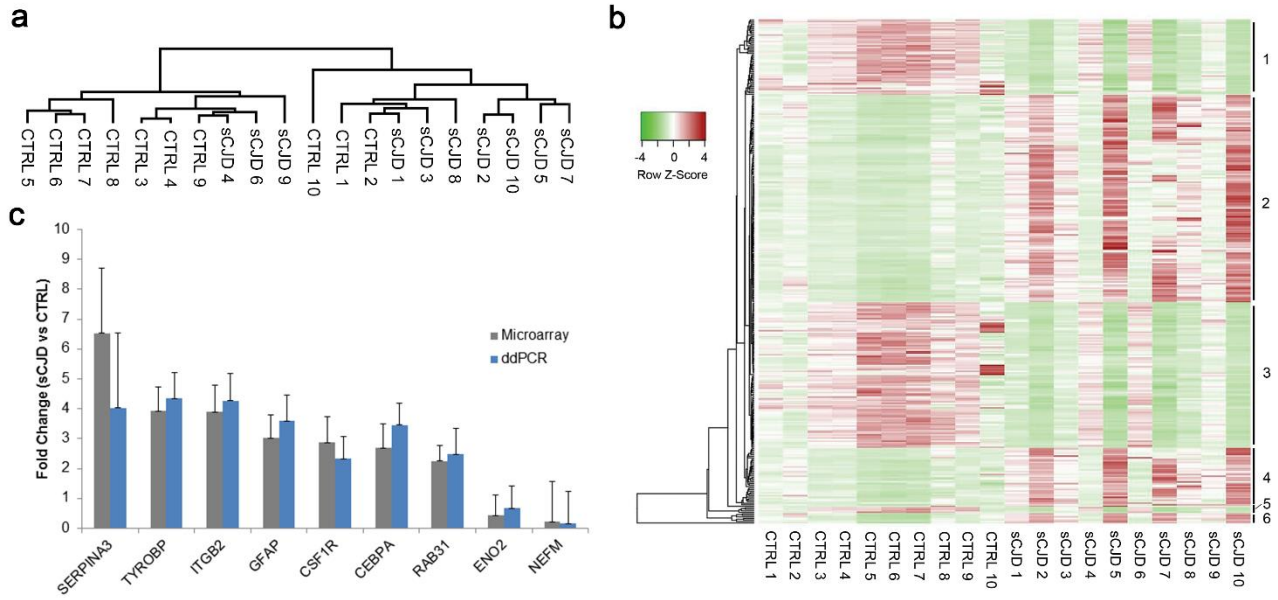 a
CTRL 5
CTRL 6
CTRL 7
CTRL 8
CTRL 3
CTRL 4
CTRL 9
sCJD 4
sCJD 6
sCJD 9
CTRL 10
CTRL 1
CTRL 2
sCJD 1
sCJD 3
sCJD 8
sCJD 2
sCJD 10
sCJD 5
sCJD 7
b
-4 0 4
Row Z-Score
1
2
3
4
5
6
CTRL 1
CTRL 2
CTRL 3
CTRL 4
CTRL 5
CTRL 6
CTRL 7
CTRL 8
CTRL 9
CTRL 10
sCJD 1
sCJD 2
sCJD 3
sCJD 4
sCJD 5
sCJD 6
sCJD 7
sCJD 8
sCJD 9
sCJD 10
c
Fold Change (sCJD vs CTRL)
10
9
8
7
6
5
4
3
2
1
0
Microarray
ddPCR
SERPINA3
TYROBP
ITGB2
GFAP
CSF1R
CEBPA
RAB31
ENO2
NEFM